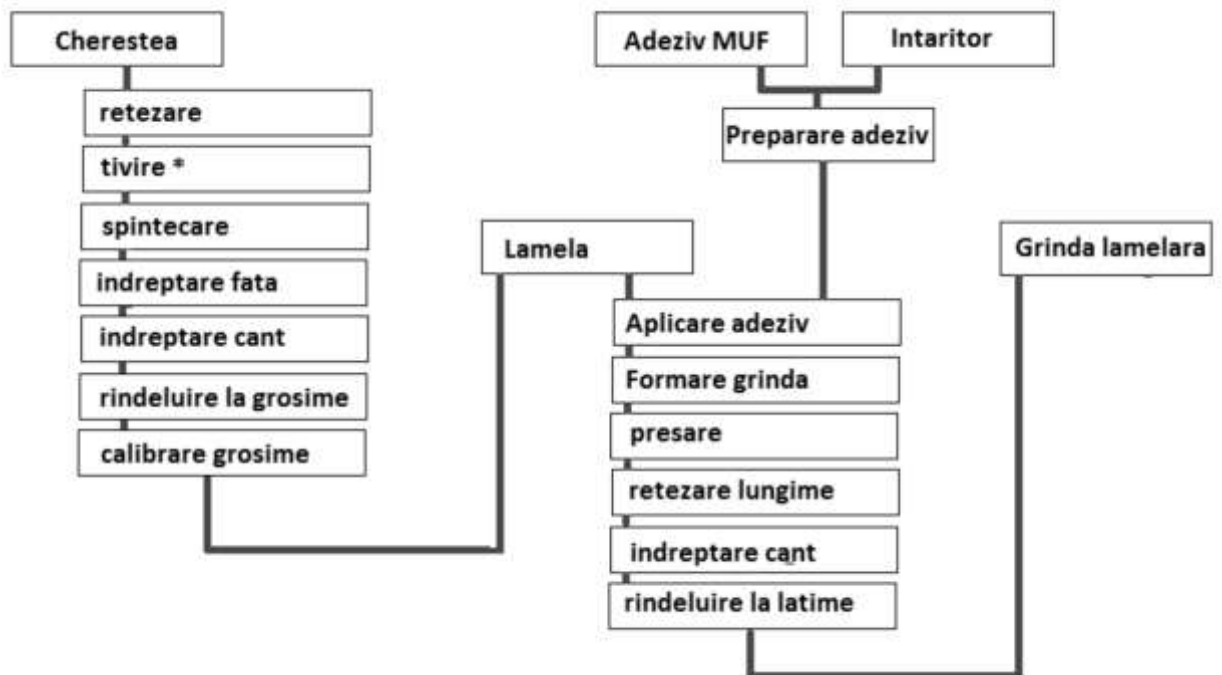 Cherestea
retezare
tivire *
spintecare
indreptare fata
indreptare cant
rindeluire la grosime
calibrare grosime
Adeziv MUF
Intaritor
Preparare adeziv
Lamela
Aplicare adeziv
Formare grinda
presare
retezare lungime
indreptare cant
rindeluire la latime
Grinda lamelara